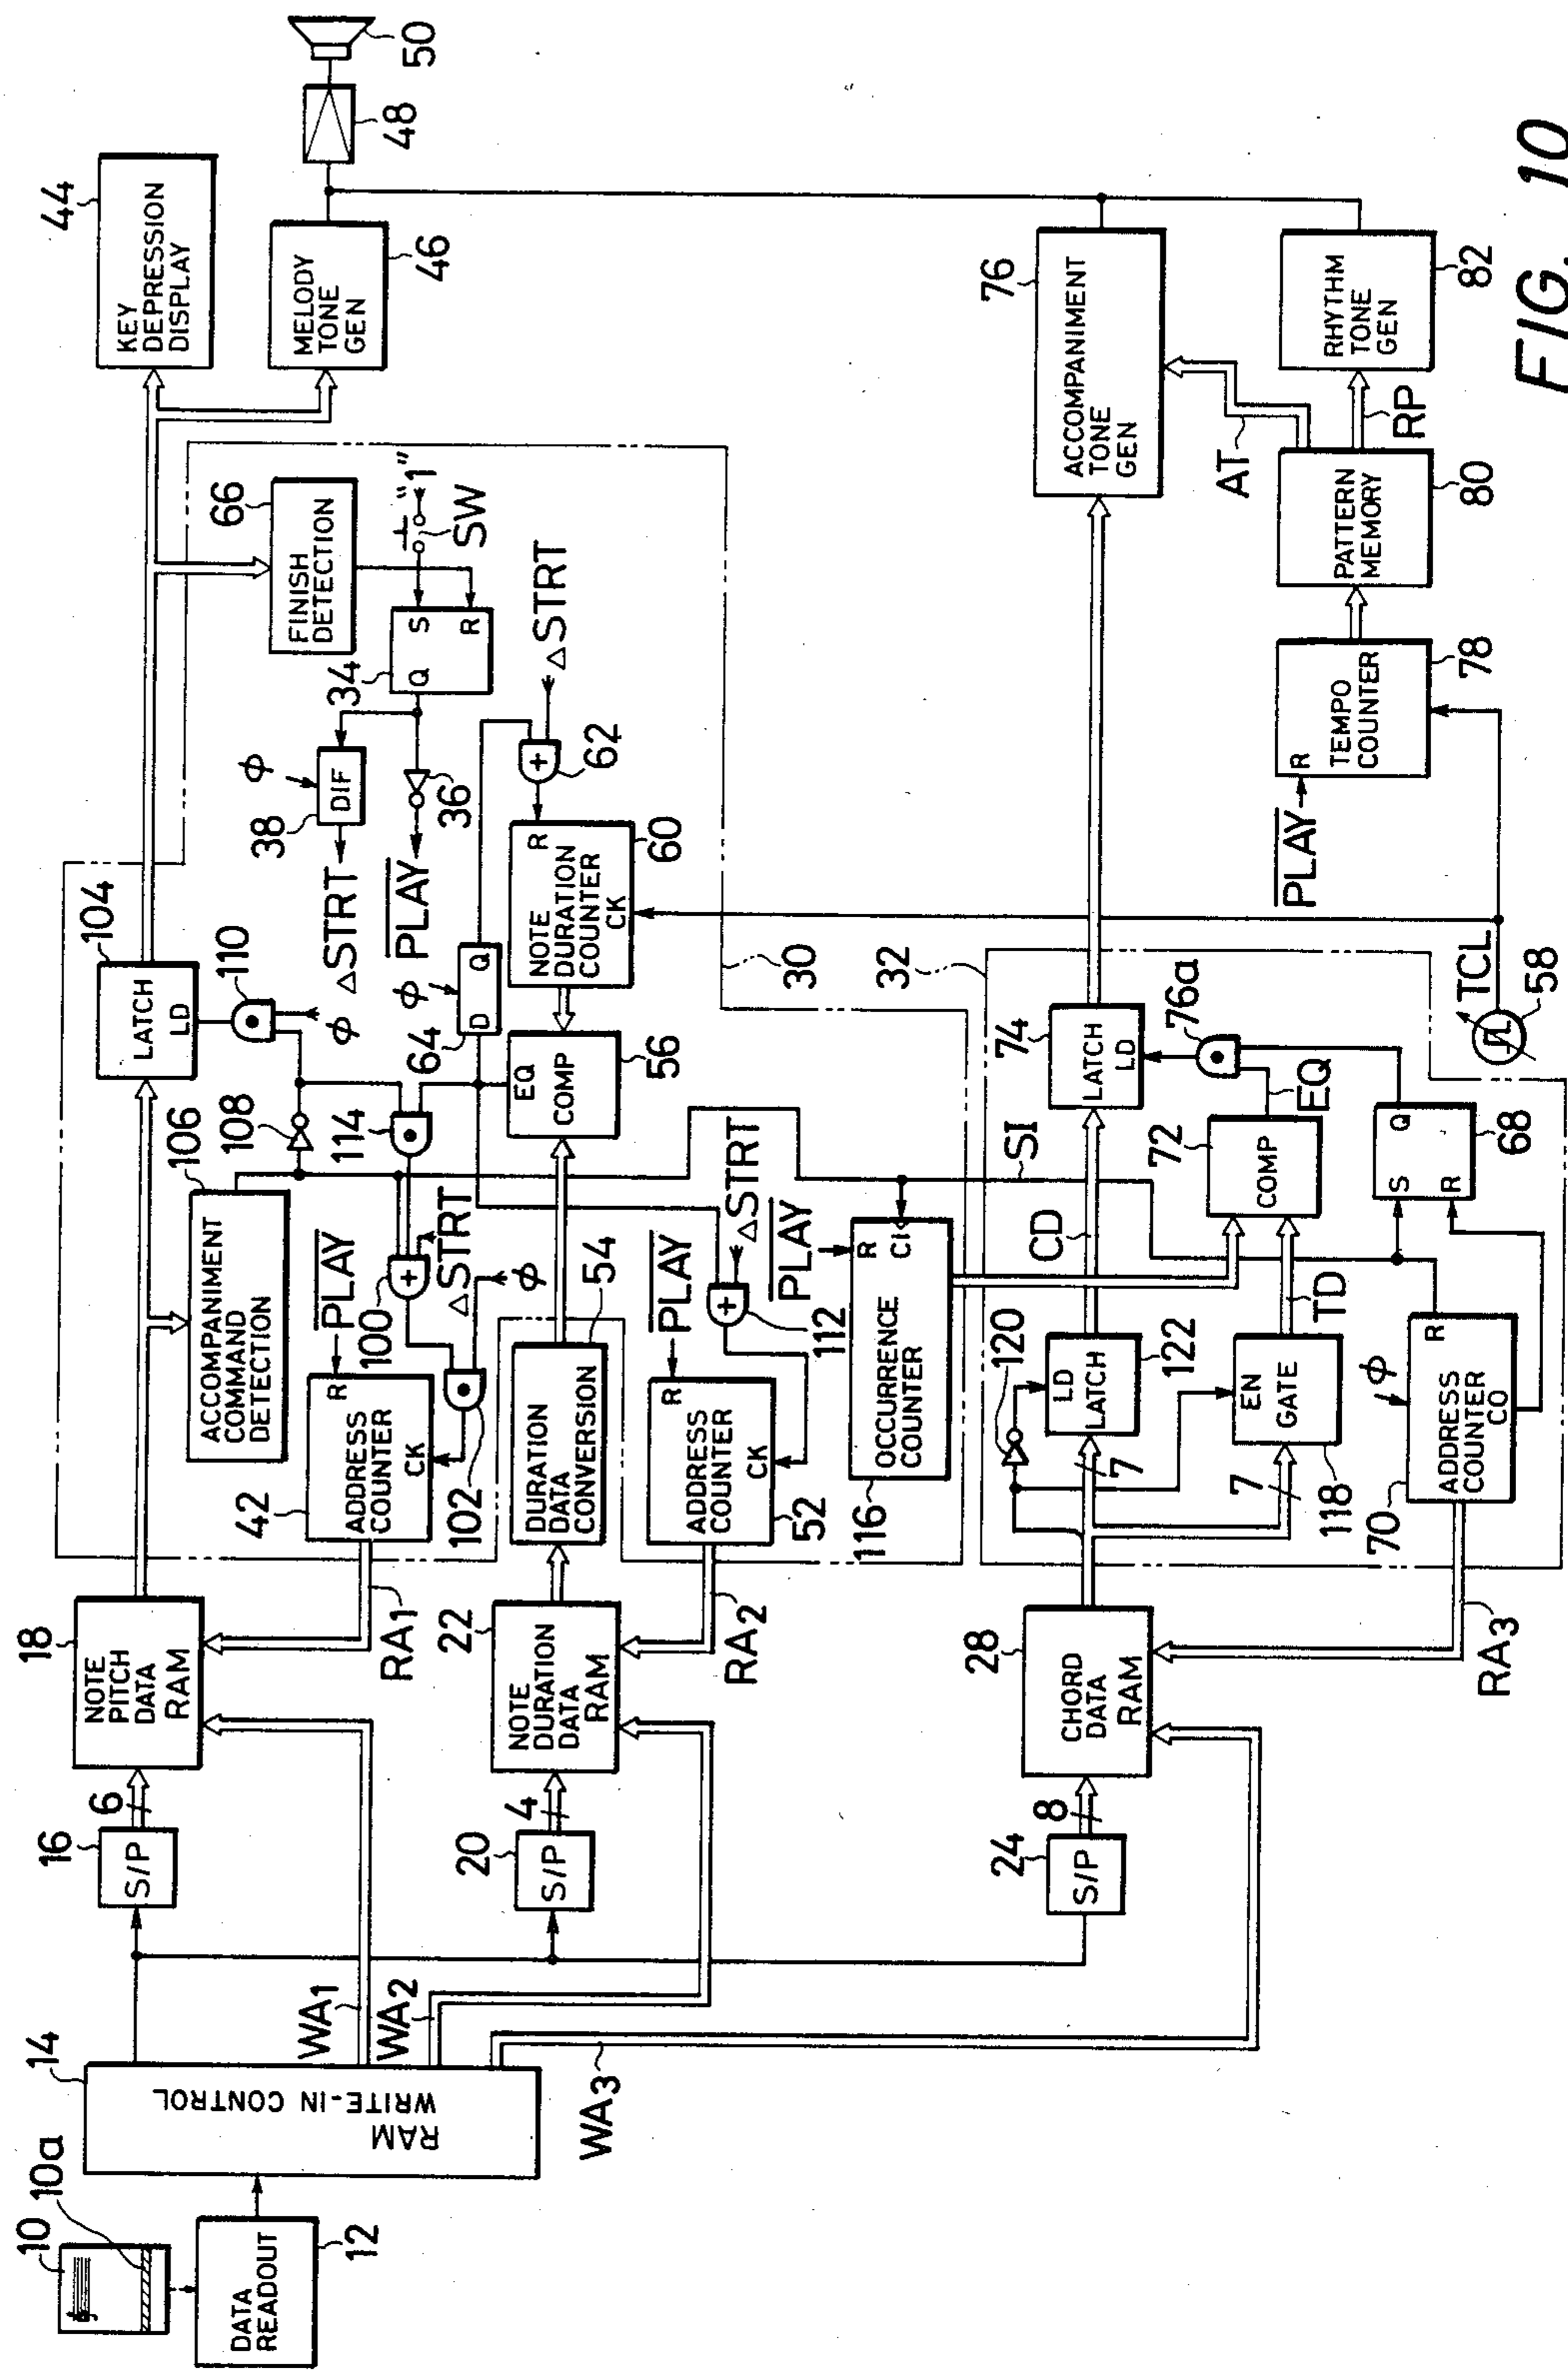 10
10a
DATA
READOUT
12
14
RAM
WRITE-IN CONTROL
WA1
WA2
WA3
16
S/P
6
18
NOTE
PITCH
DATA
RAM
RA1
20
S/P
4
22
NOTE
DURATION
DATA
RAM
RA2
24
S/P
8
28
CHORD
DATA
RAM
RA3
106
ACCOMPANIMENT
COMMAND
DETECTION
108
104
LATCH
LD
110
φ
114
42
ADDRESS
COUNTER
R
CK
PLAY
100
△STRT
φ
102
DURATION
DATA
CONVERSION
54
ADDRESS
COUNTER
R
CK
52
PLAY
△STRT
112
PLAY
R
CI
OCCURRENCE
COUNTER
116
EQ
COMP
56
64
D
Q
φ
NOTE
DURATION
COUNTER
R
CK
60
62
△STRT
38
DIF
φ
△STRT
36
PLAY
34
Q
S
R
SW
"1"
66
FINISH
DETECTION
30
32
44
KEY
DEPRESSION
DISPLAY
MELODY
TONE
GEN
46
48
50
120
LD
LATCH
122
7
7
EN
GATE
118
CD
TD
SI
70
ADDRESS
COUNTER
R
CO
φ
72
COMP
EQ
S
R
Q
68
74
LATCH
LD
76a
TCL
58
PLAY
R
TEMPO
COUNTER
78
PATTERN
MEMORY
80
AT
RP
76
ACCOMPANIMENT
TONE
GEN
RHYTHM
TONE
GEN
82
FIG. 10